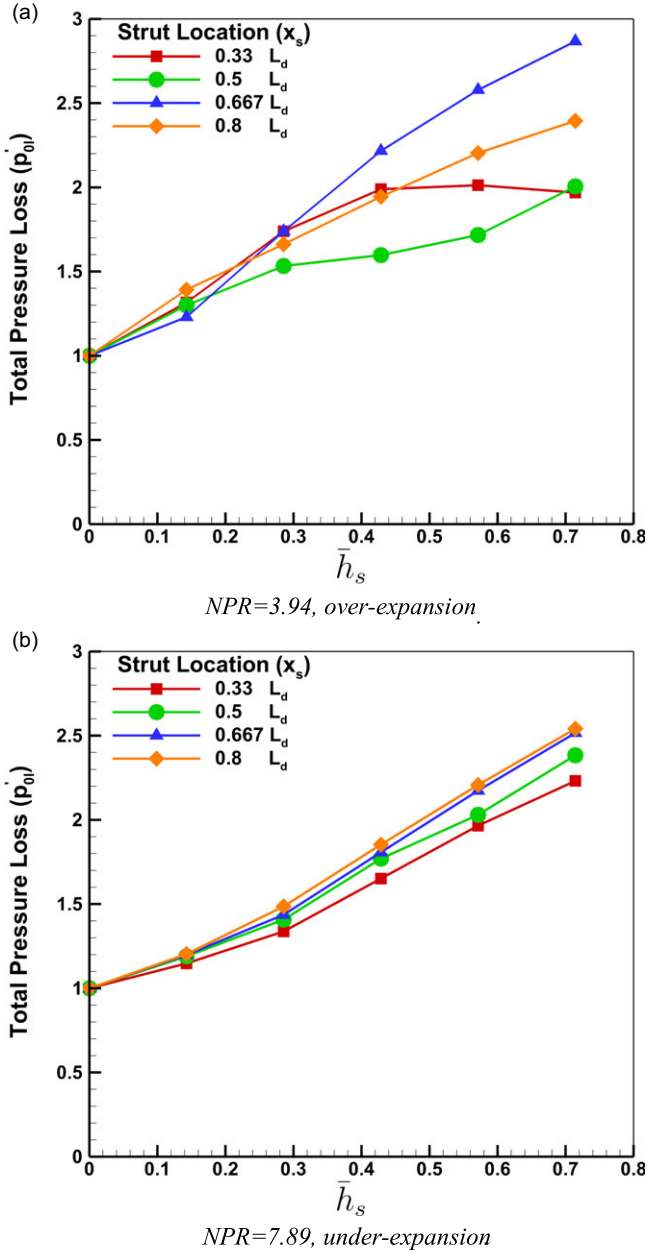 (a)
3
2.5
2
1.5
1
0.5
0
Total Pressure Loss (p'0l)
Strut Location (xs)
0.33 Ld
0.5 Ld
0.667 Ld
0.8 Ld
0 0.1 0.2 0.3 0.4 0.5 0.6 0.7 0.8
h̄s
NPR=3.94, over-expansion.
(b)
3
2.5
2
1.5
1
0.5
0
Total Pressure Loss (p'0l)
Strut Location (xs)
0.33 Ld
0.5 Ld
0.667 Ld
0.8 Ld
0 0.1 0.2 0.3 0.4 0.5 0.6 0.7 0.8
h̄s
NPR=7.89, under-expansion